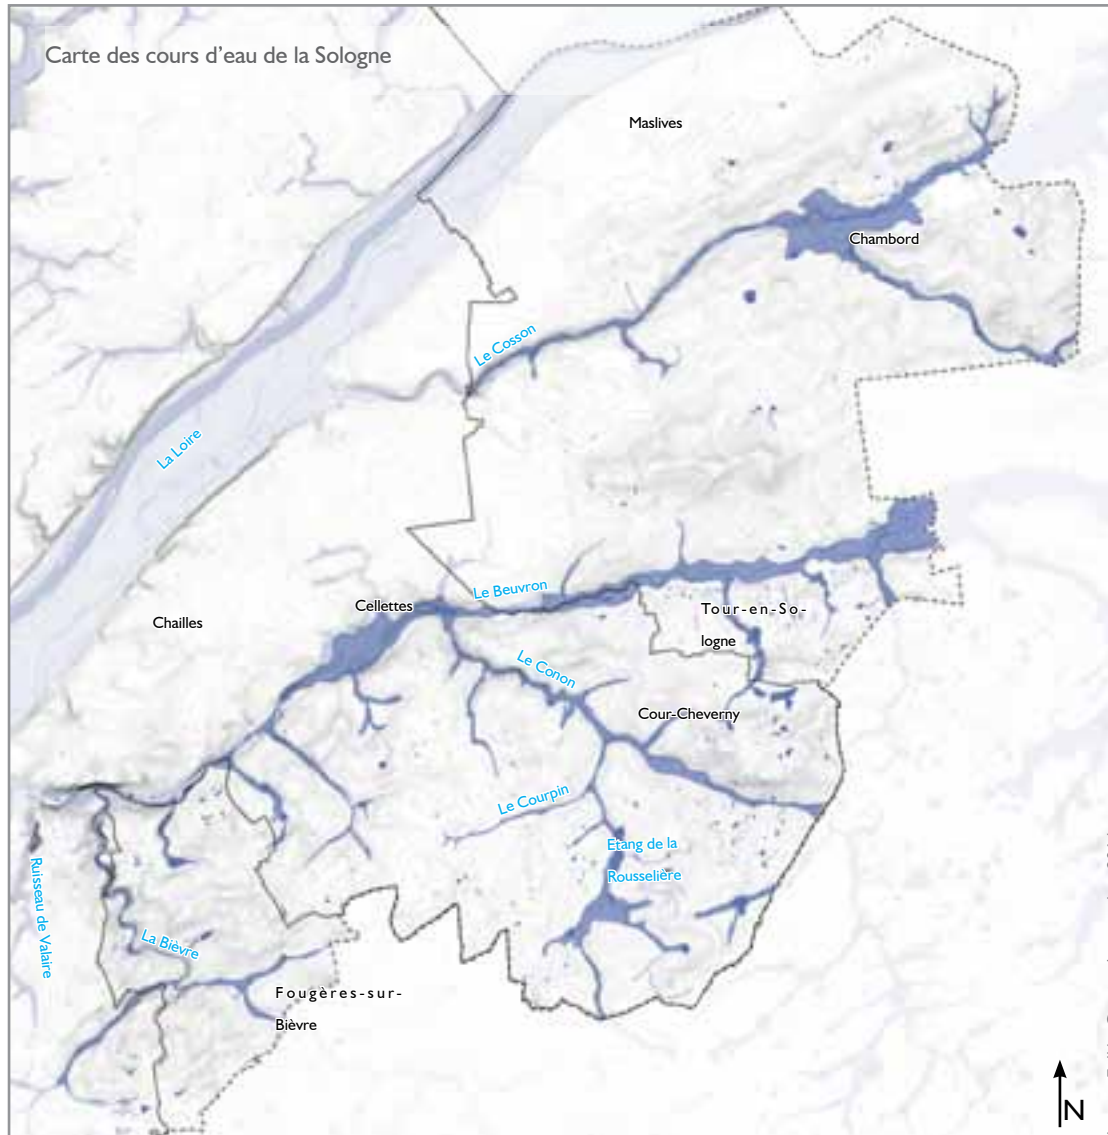 Carte des cours d'eau de la Sologne
Maslives
Chambord
Le Cosson
La Loire
Le Beuvron
Cellettes
Chailles
Tour-en-So-
logne
Le Conon
Cour-Cheverny
Le Courpin
Etang de la
Rousselière
Ruisseau de Valaire
La Bièvre
Fougères-sur-
Bièvre
N